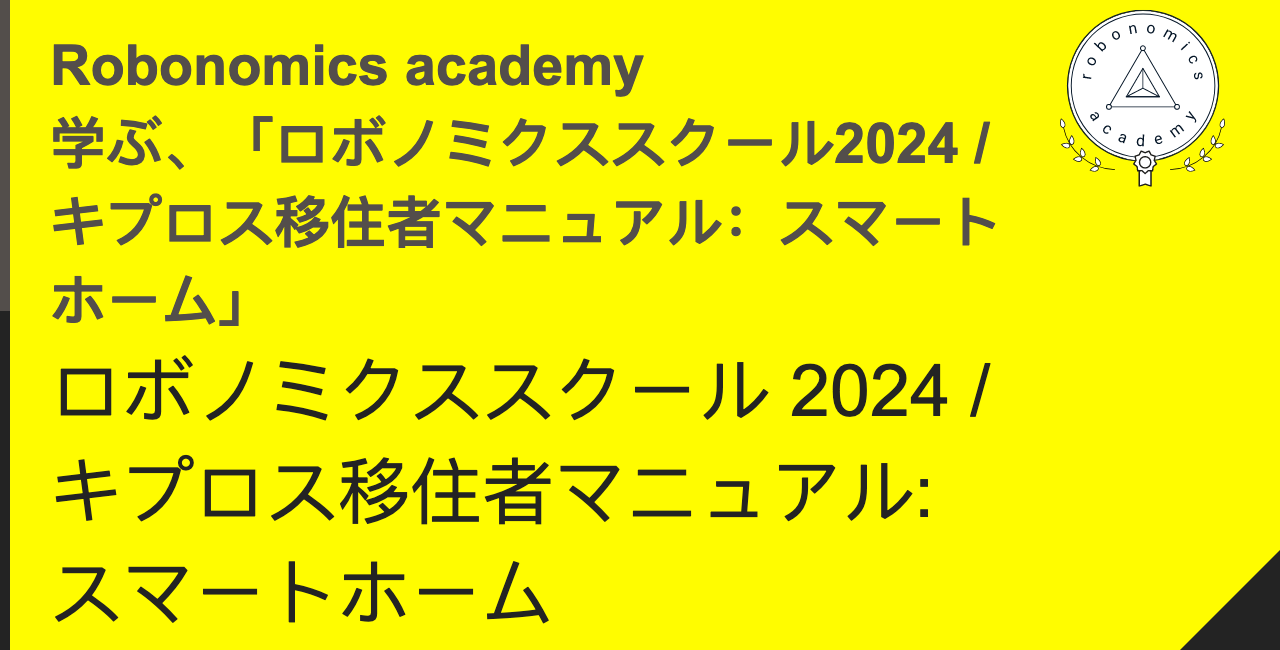 Robonomics academy
学ぶ、「ロボノミクススクール2024 /
キプロス移住者マニュアル：スマート
ホーム」
ロボノミクススクール 2024 /
キプロス移住者マニュアル:
スマートホーム
robonomics
academy